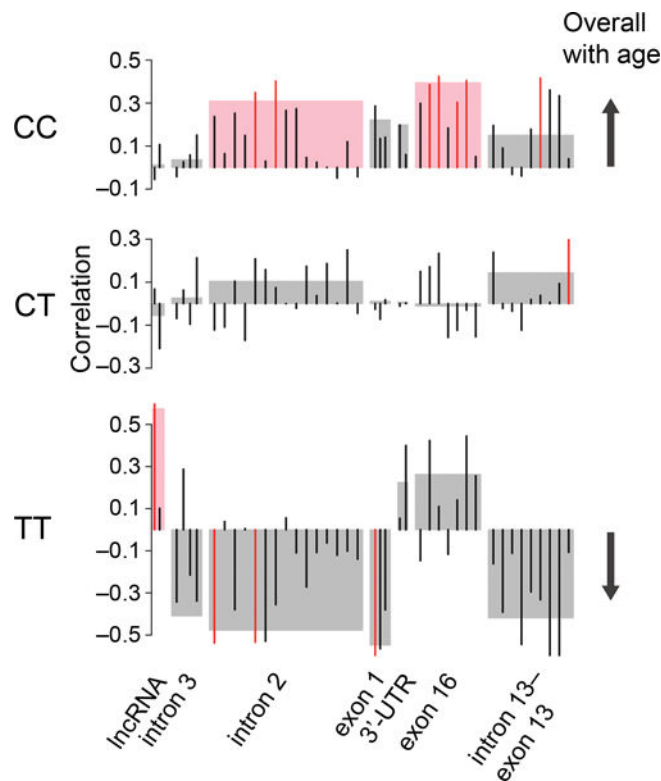 Overall
with age
CC
0.5
0.3
0.1
–0.1
CT
Correlation
0.3
0.1
–0.1
–0.3
TT
0.5
0.3
0.1
–0.1
–0.3
–0.5
lncRNA
intron 3
intron 2
exon 1
3'-UTR
exon 16
intron 13–
exon 13